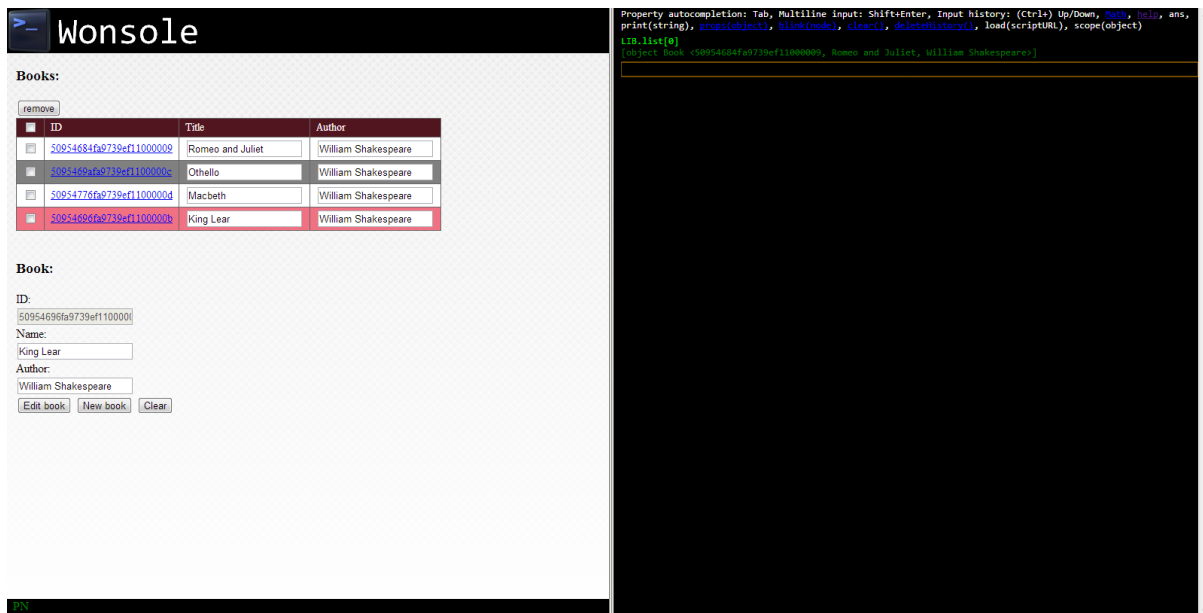 >_ Wonsole
Books:
remove
ID Title Author
50954684fa9739ef11000009 Romeo and Juliet William Shakespeare
5095469afa9739ef1100000c Othello William Shakespeare
50954776fa9739ef1100000d Macbeth William Shakespeare
50954696fa9739ef1100000b King Lear William Shakespeare
Book:
ID:
50954696fa9739ef1100000
Name:
King Lear
Author:
William Shakespeare
Edit book New book Clear
PN
Property autocompletion: Tab, Multiline input: Shift+Enter, Input history: (Ctrl+) Up/Down, math, help, ans,
print(string), props(object), blink(mode), clear(), deleteHistory(), load(scriptURL), scope(object)
LIB.list[0]
[object Book <50954684fa9739ef11000009, Romeo and Juliet, William Shakespeare>]